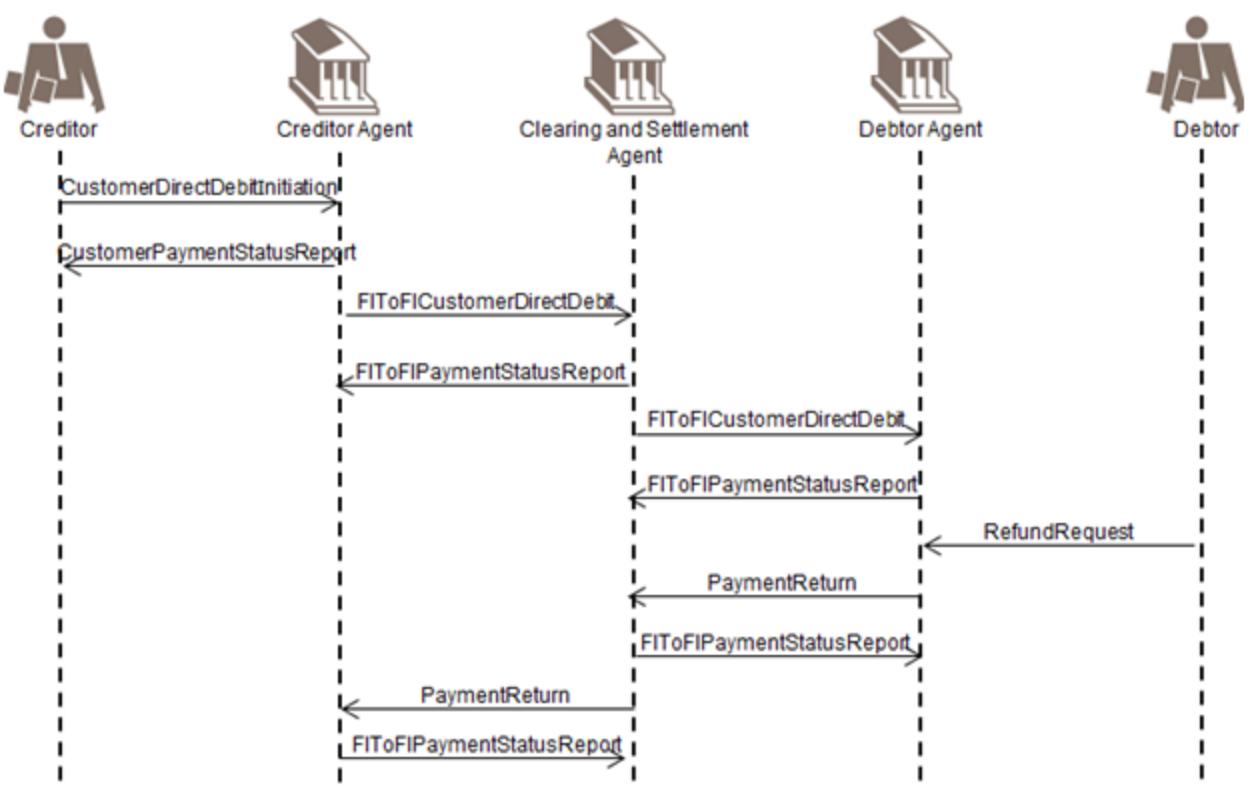 Creditor
Creditor Agent
Clearing and Settlement
Agent
Debtor Agent
Debtor
CustomerDirectDebitInitiation
CustomerPaymentStatusReport
FIToFICustomerDirectDebit
FIToFIPaymentStatusReport
FIToFICustomerDirectDebit
FIToFIPaymentStatusReport
RefundRequest
PaymentReturn
FIToFIPaymentStatusReport
PaymentReturn
FIToFIPaymentStatusReport